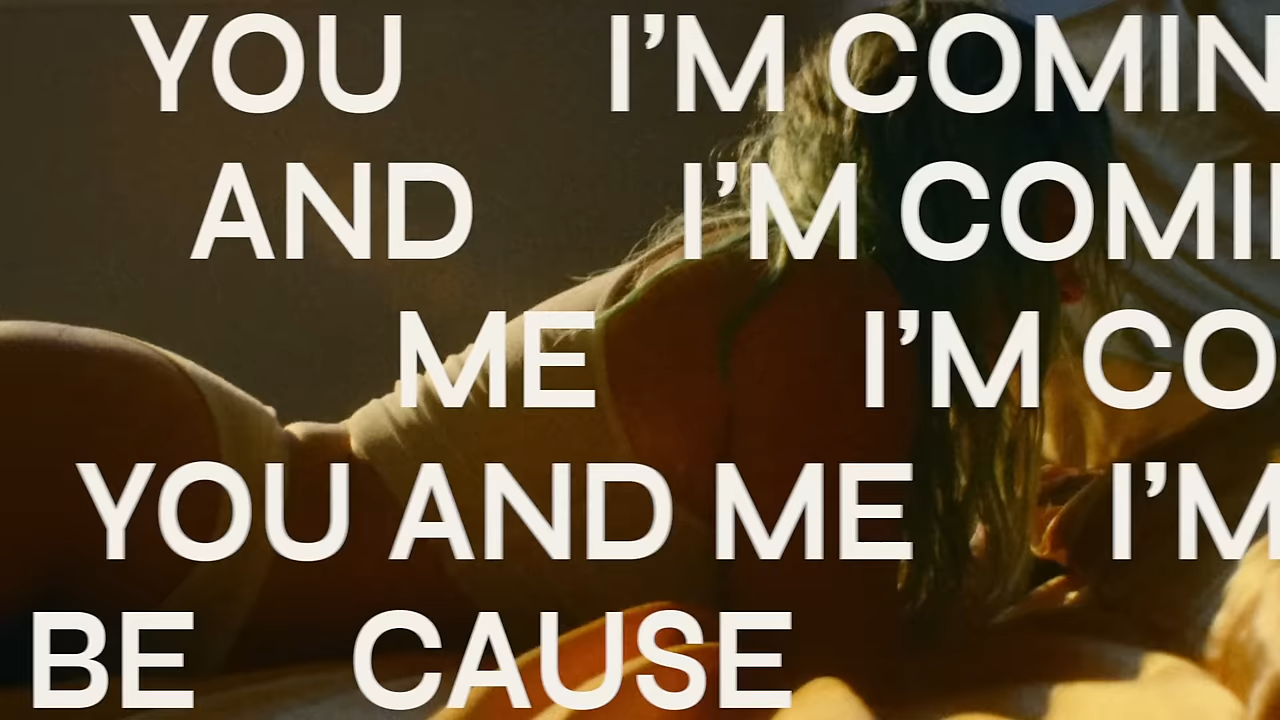 YOU I’M COMIN
AND I’M COMI
ME I’M CO
YOU AND ME I’M
BE CAUSE